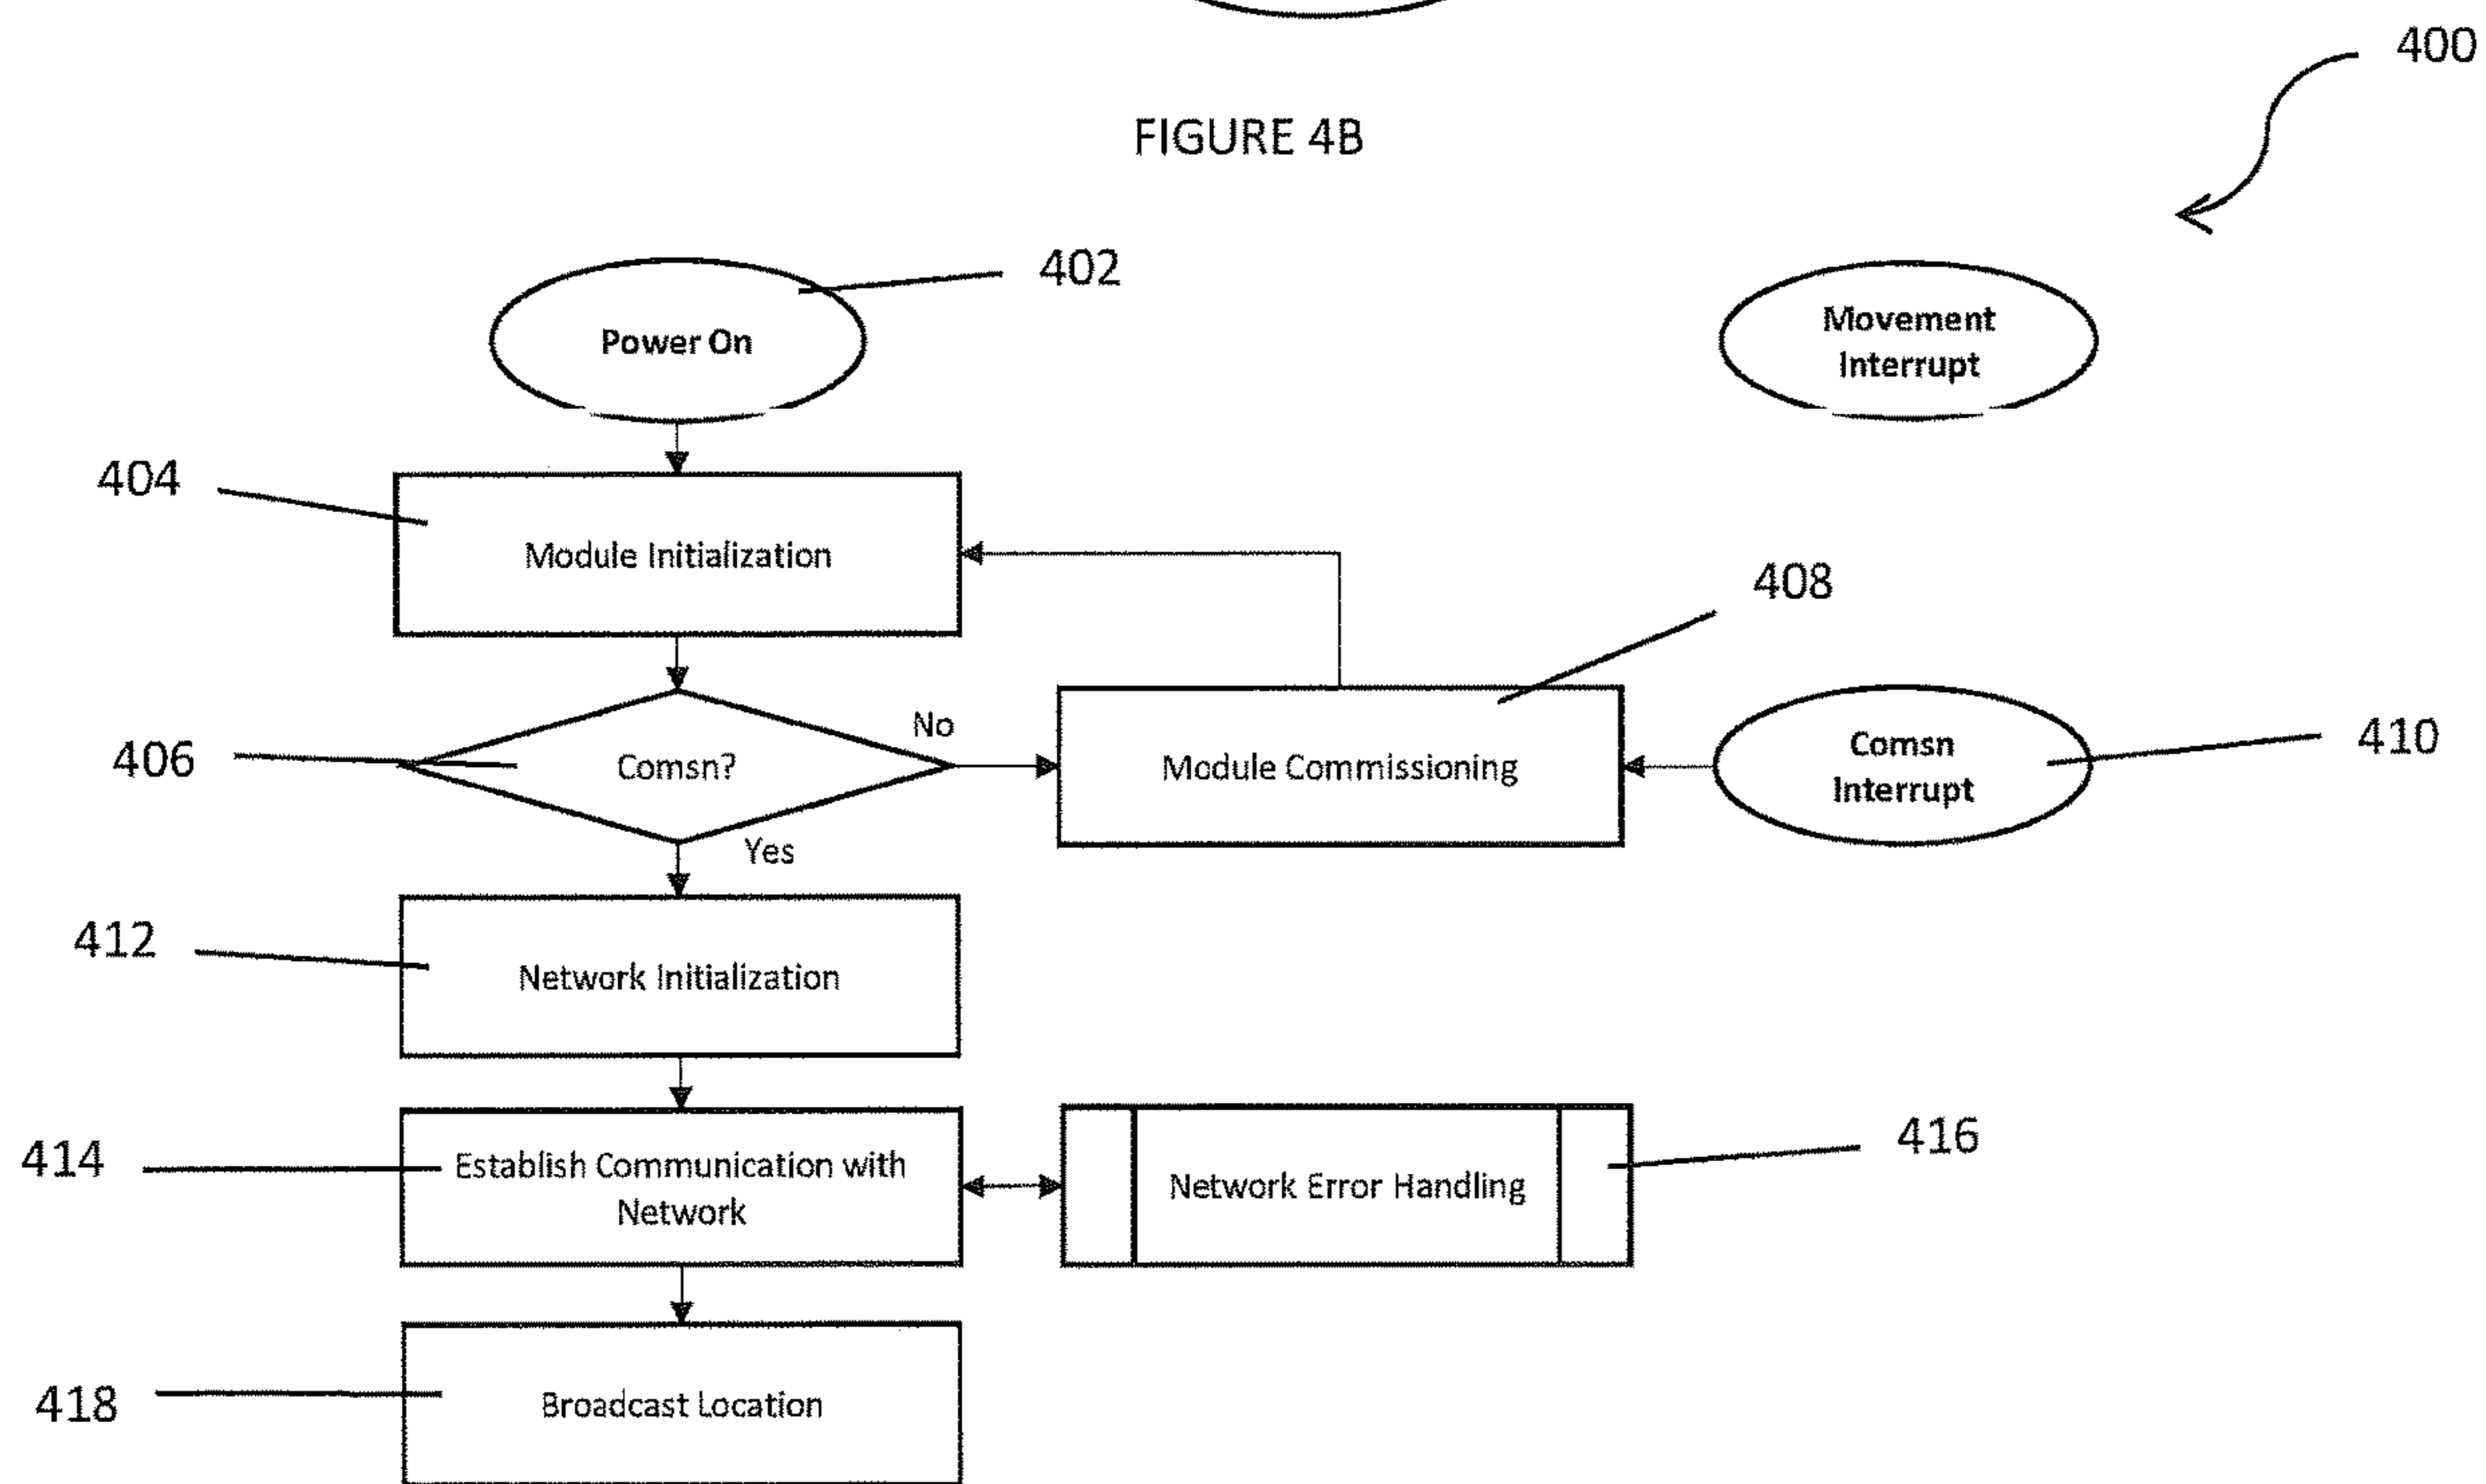 400
FIGURE 4B
402
Power On
Movement
Interrupt
404
Module Initialization
408
No
406
Comsn?
Module Commissioning
Comsn
Interrupt
410
Yes
412
Network Initialization
414
Establish Communication with
Network
Network Error Handling
416
418
Broadcast Location